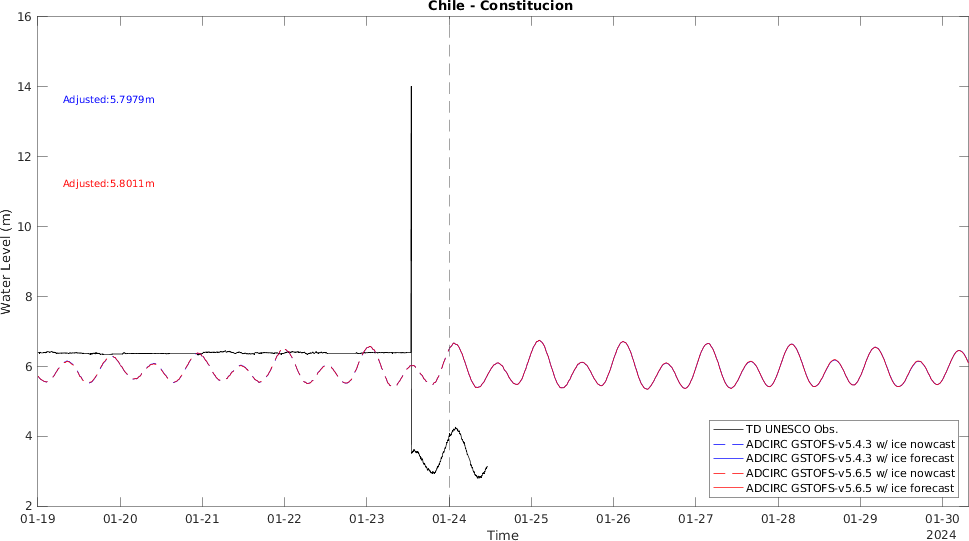 Chile - Constitucion
16
14
12
10
8
6
4
2
Water Level (m)
Adjusted:5.7979m
Adjusted:5.8011m
TD UNESCO Obs.
ADCIRC GSTOFS-v5.4.3 w/ ice nowcast
ADCIRC GSTOFS-v5.4.3 w/ ice forecast
ADCIRC GSTOFS-v5.6.5 w/ ice nowcast
ADCIRC GSTOFS-v5.6.5 w/ ice forecast
01-19 01-20 01-21 01-22 01-23 01-24 01-25 01-26 01-27 01-28 01-29 01-30
2024
Time